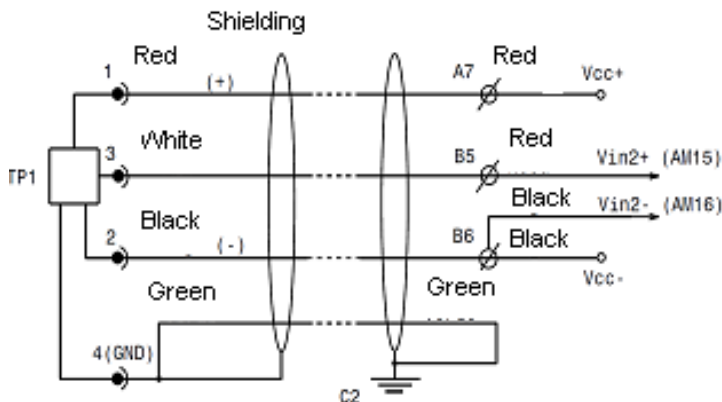 Shielding
Red
Red
1
(+)
A7
Vcc+
White
Red
3
B5
Vin2+ (AM15)
TP1
Black
Vin2- (AM16)
Black
2
(-)
B6
Black
Vcc-
Green
Green
4(GND)
C2